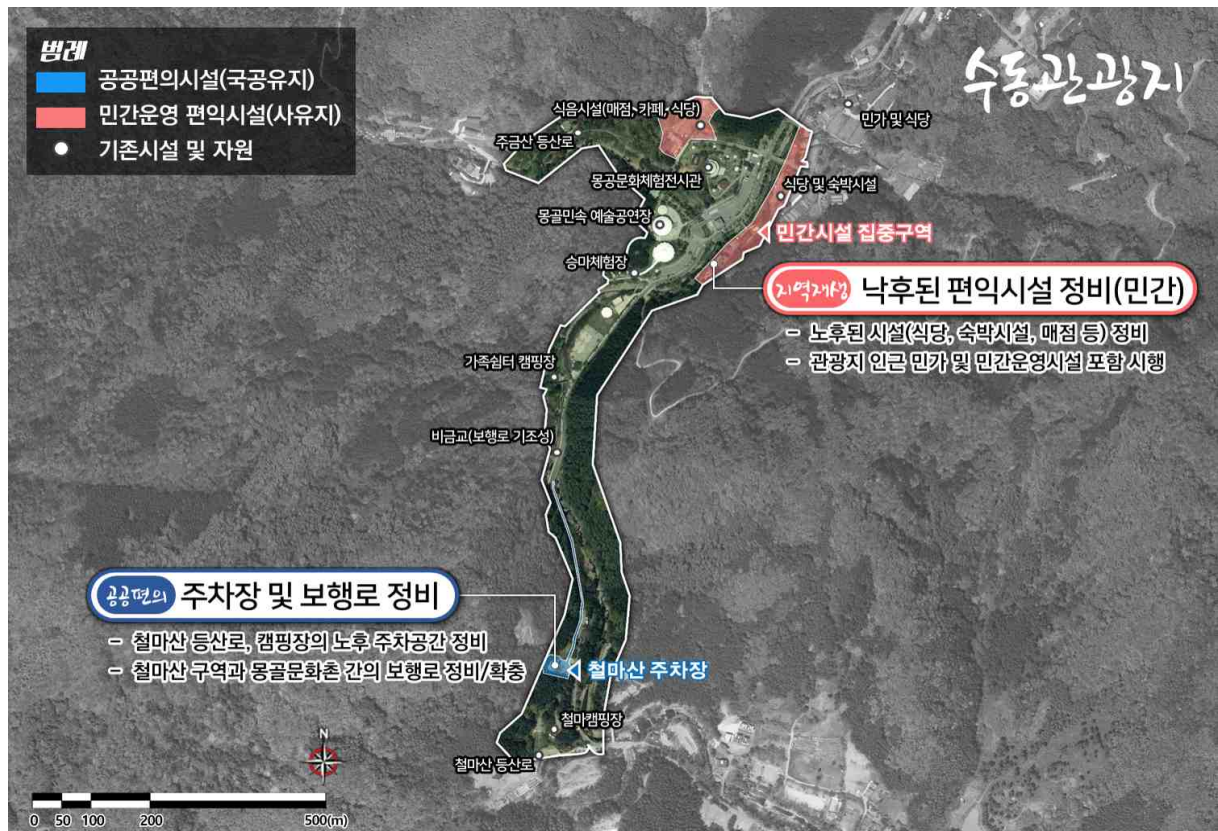 범례
공공편의시설(국공유지)
민간운영 편익시설(사유지)
기존시설 및 자원
수동관광지
식음시설(매점, 카페, 식당)
민가 및 식당
주금산 등산로
몽공문화체험전시관
식당 및 숙박시설
몽골민속 예술공연장
민간시설 집중구역
승마체험장
지역재생 낙후된 편익시설 정비(민간)
- 노후된 시설(식당, 숙박시설, 매점 등) 정비
- 관광지 인근 민가 및 민간운영시설 포함 시행
가족쉼터 캠핑장
비금교(보행로 기조성)
공공편의 주차장 및 보행로 정비
- 철마산 등산로, 캠핑장의 노후 주차공간 정비
- 철마산 구역과 몽골문화촌 간의 보행로 정비/확충
철마산 주차장
철마캠핑장
철마산 등산로
N
0 50 100 200 500(m)